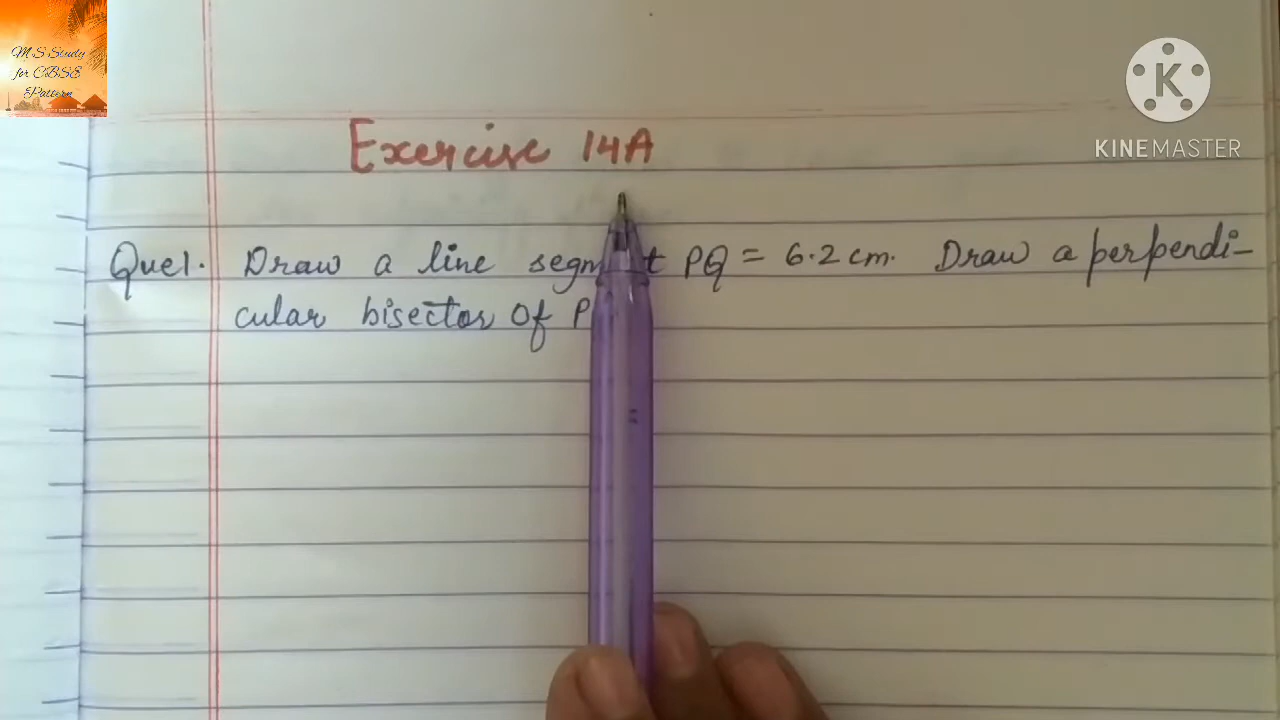 M.S Study
for CBSE
Pattern
K
KINEMASTER
Exercise 14A
Que1. Draw a line segm t PQ = 6.2 cm. Draw a perpendi-
cular bisector of P